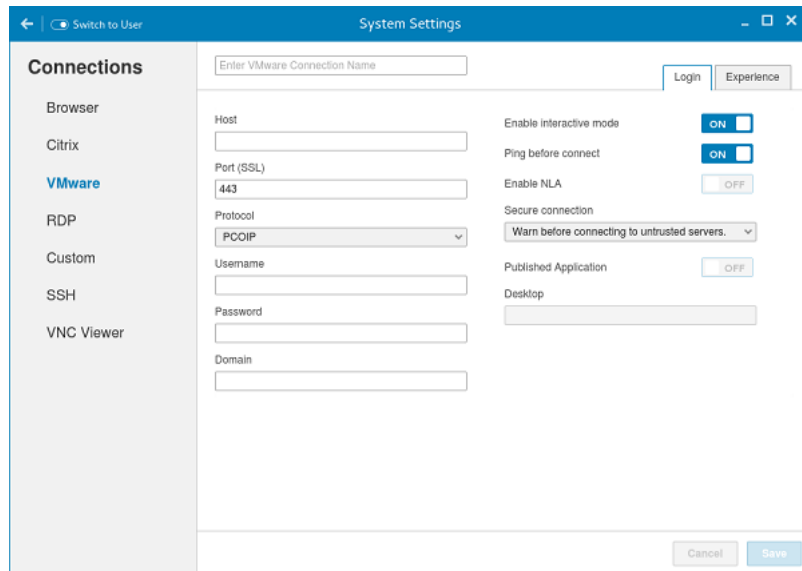 Switch to User
System Settings
Connections
Browser
Citrix
VMware
RDP
Custom
SSH
VNC Viewer
Enter VMware Connection Name
Login
Experience
Host
Port (SSL)
443
Protocol
PCOIP
Username
Password
Domain
Enable interactive mode
ON
Ping before connect
ON
Enable NLA
OFF
Secure connection
Warn before connecting to untrusted servers.
Published Application
OFF
Desktop
Cancel
Save